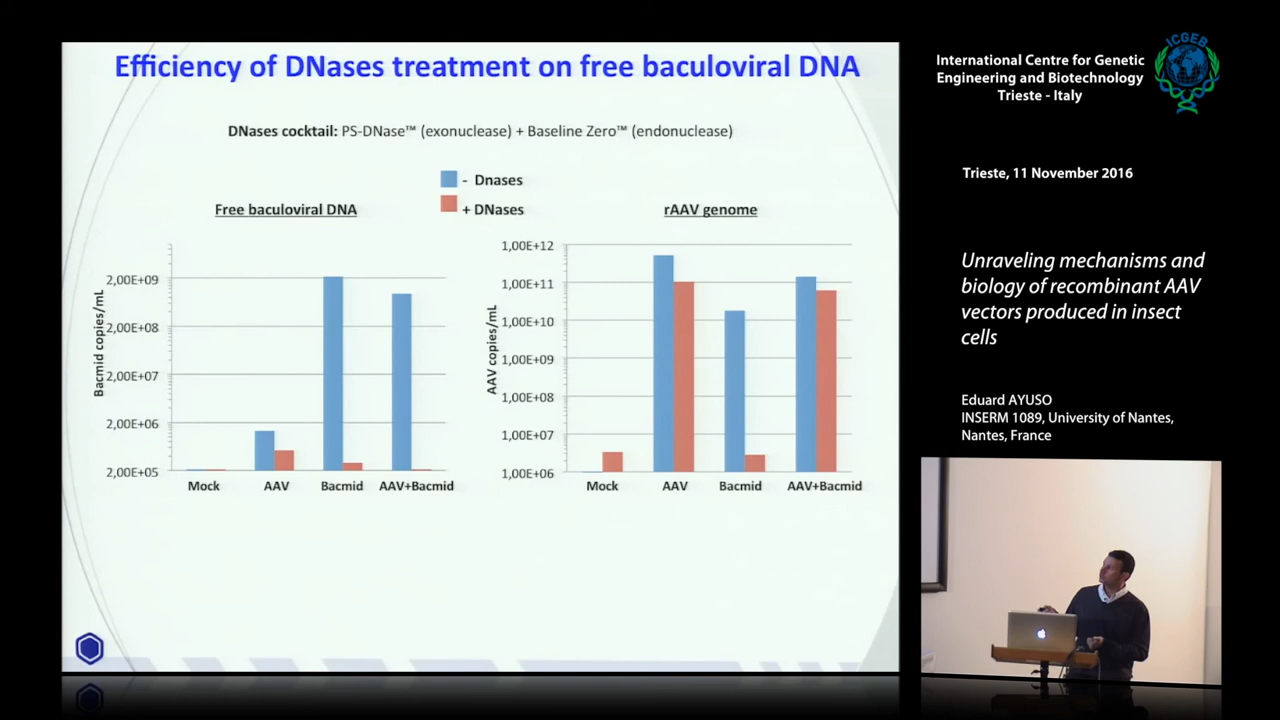 Efficiency of DNases treatment on free baculoviral DNA
DNases cocktail: PS-DNase™ (exonuclease) + Baseline Zero™ (endonuclease)
- Dnases
+ DNases
Free baculoviral DNA
Bacmid copies/mL
2,00E+09
2,00E+08
2,00E+07
2,00E+06
2,00E+05
Mock
AAV
Bacmid
AAV+Bacmid
rAAV genome
AAV copies/mL
1,00E+12
1,00E+11
1,00E+10
1,00E+09
1,00E+08
1,00E+07
1,00E+06
Mock
AAV
Bacmid
AAV+Bacmid
International Centre for Genetic
Engineering and Biotechnology
Trieste - Italy
ICGEB
Trieste, 11 November 2016
Unraveling mechanisms and
biology of recombinant AAV
vectors produced in insect
cells
Eduard AYUSO
INSERM 1089, University of Nantes,
Nantes, France